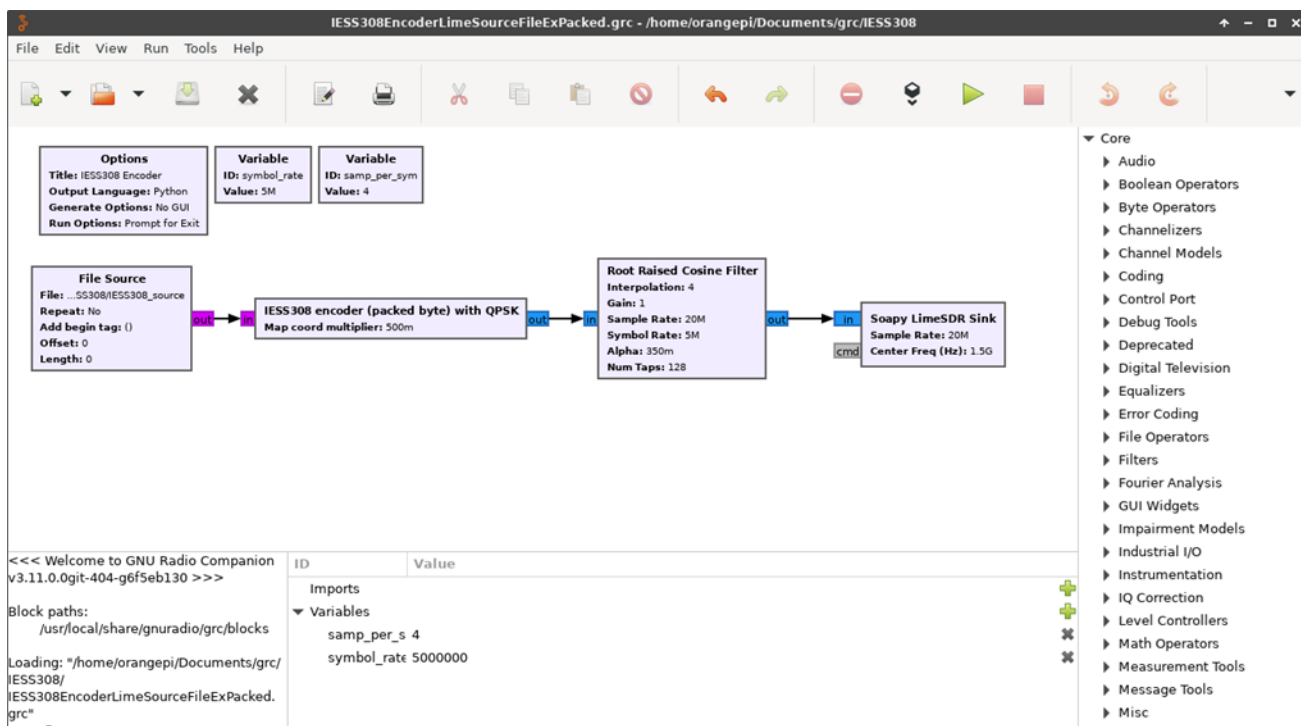 IESS308EncoderLimeSourceFileExPacked.grc - /home/orangepi/Documents/grc/IESS308
File Edit View Run Tools Help
Options
Title: IESS308 Encoder
Output Language: Python
Generate Options: No GUI
Run Options: Prompt for Exit
Variable
ID: symbol_rate
Value: 5M
Variable
ID: samp_per_sym
Value: 4
File Source
File: ...SS308/IESS308_source
Repeat: No
Add begin tag: ()
Offset: 0
Length: 0
out
in
IESS308 encoder (packed byte) with QPSK
Map coord multiplier: 500m
out
in
Root Raised Cosine Filter
Interpolation: 4
Gain: 1
Sample Rate: 20M
Symbol Rate: 5M
Alpha: 350m
Num Taps: 128
out
in
cmd
Soapy LimeSDR Sink
Sample Rate: 20M
Center Freq (Hz): 1.5G
Core
Audio
Boolean Operators
Byte Operators
Channelizers
Channel Models
Coding
Control Port
Debug Tools
Deprecated
Digital Television
Equalizers
Error Coding
File Operators
Filters
Fourier Analysis
GUI Widgets
Impairment Models
Industrial I/O
Instrumentation
IQ Correction
Level Controllers
Math Operators
Measurement Tools
Message Tools
Misc
<<< Welcome to GNU Radio Companion
v3.11.0.0git-404-g6f5eb130 >>>
Block paths:
/usr/local/share/gnuradio/grc/blocks
Loading: "/home/orangepi/Documents/grc/
IESS308/
IESS308EncoderLimeSourceFileExPacked.
grc"
ID Value
Imports
Variables
samp_per_s 4
symbol_rate 5000000